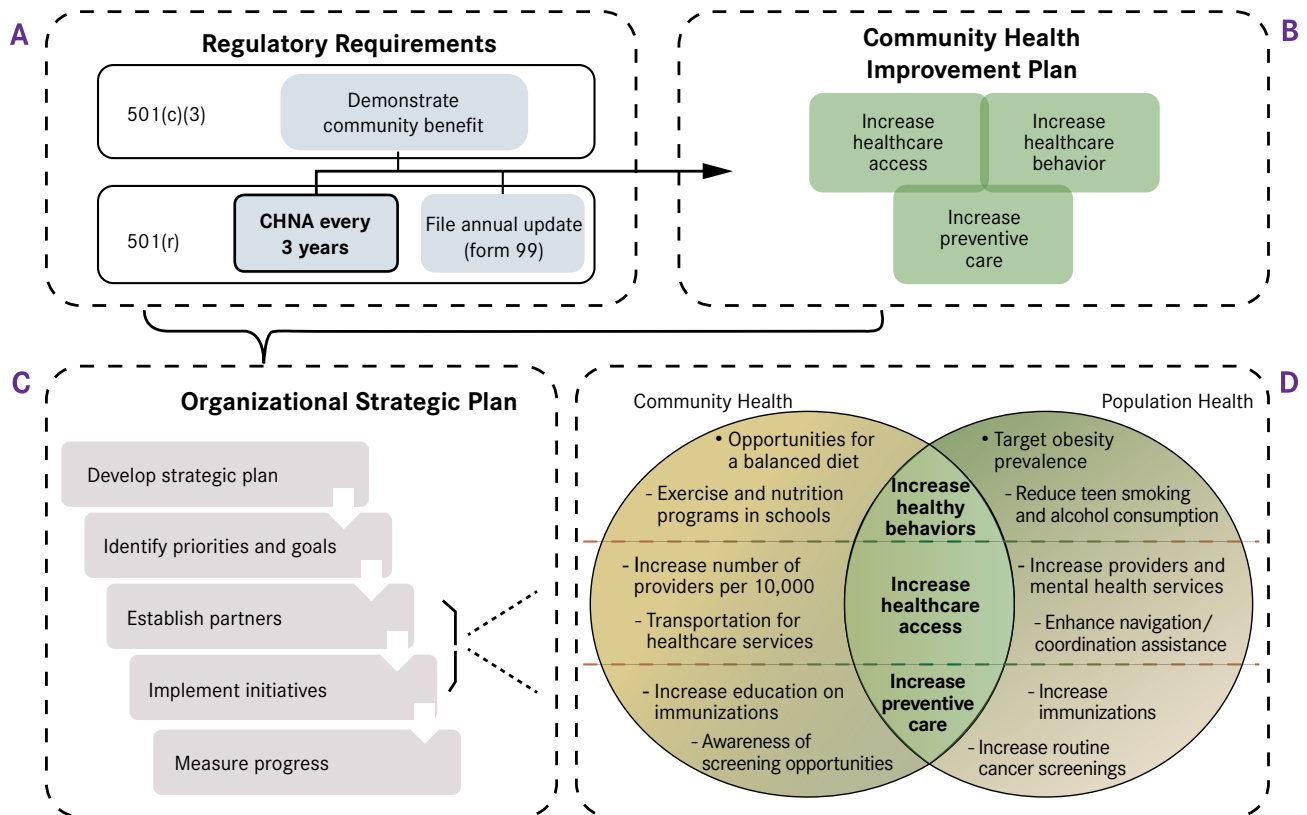 A
Regulatory Requirements
501(c)(3)
Demonstrate
community benefit
501(r)
CHNA every
3 years
File annual update
(form 99)
B
Community Health
Improvement Plan
Increase
healthcare
access
Increase
healthcare
behavior
Increase
preventive
care
C
Organizational Strategic Plan
Develop strategic plan
Identify priorities and goals
Establish partners
Implement initiatives
Measure progress
D
Community Health
Population Health
• Opportunities for
a balanced diet
- Exercise and nutrition
programs in schools
Increase
healthy
behaviors
• Target obesity
prevalence
- Reduce teen smoking
and alcohol consumption
- Increase number of
providers per 10,000
- Transportation for
healthcare services
Increase
healthcare
access
- Increase providers and
mental health services
- Enhance navigation/
coordination assistance
- Increase education on
immunizations
- Awareness of
screening opportunities
Increase
preventive
care
- Increase
immunizations
- Increase routine
cancer screenings